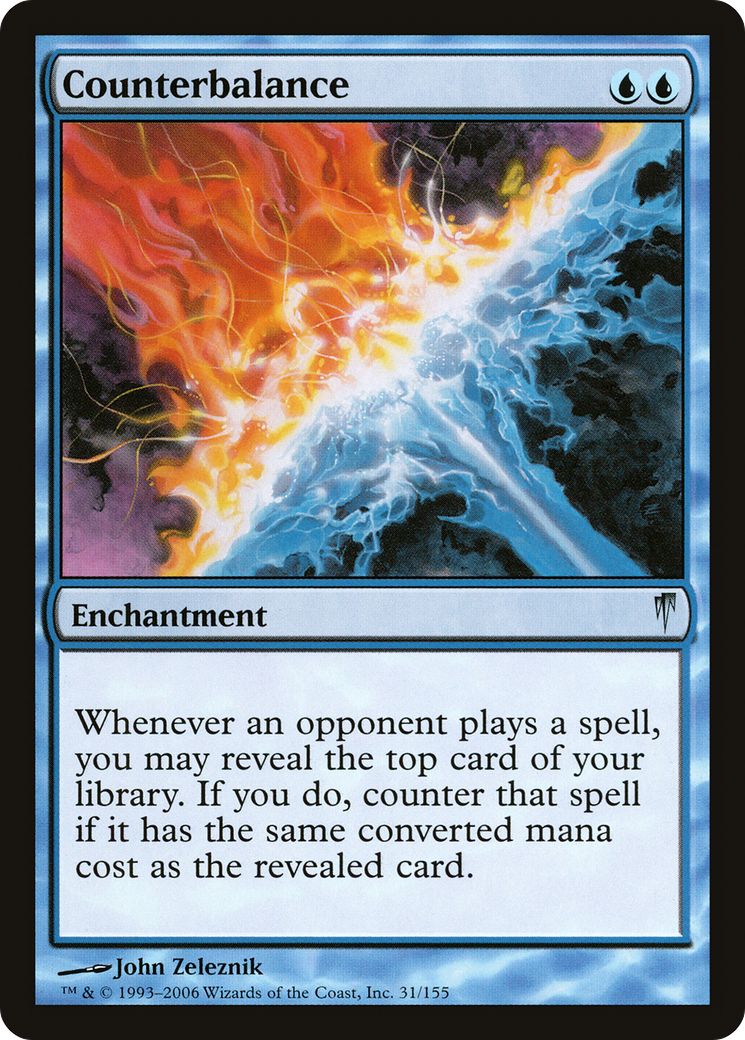 Counterbalance
Enchantment
Whenever an opponent plays a spell,
you may reveal the top card of your
library. If you do, counter that spell
if it has the same converted mana
cost as the revealed card.
John Zeleznik
™ & © 1993–2006 Wizards of the Coast, Inc. 31/155